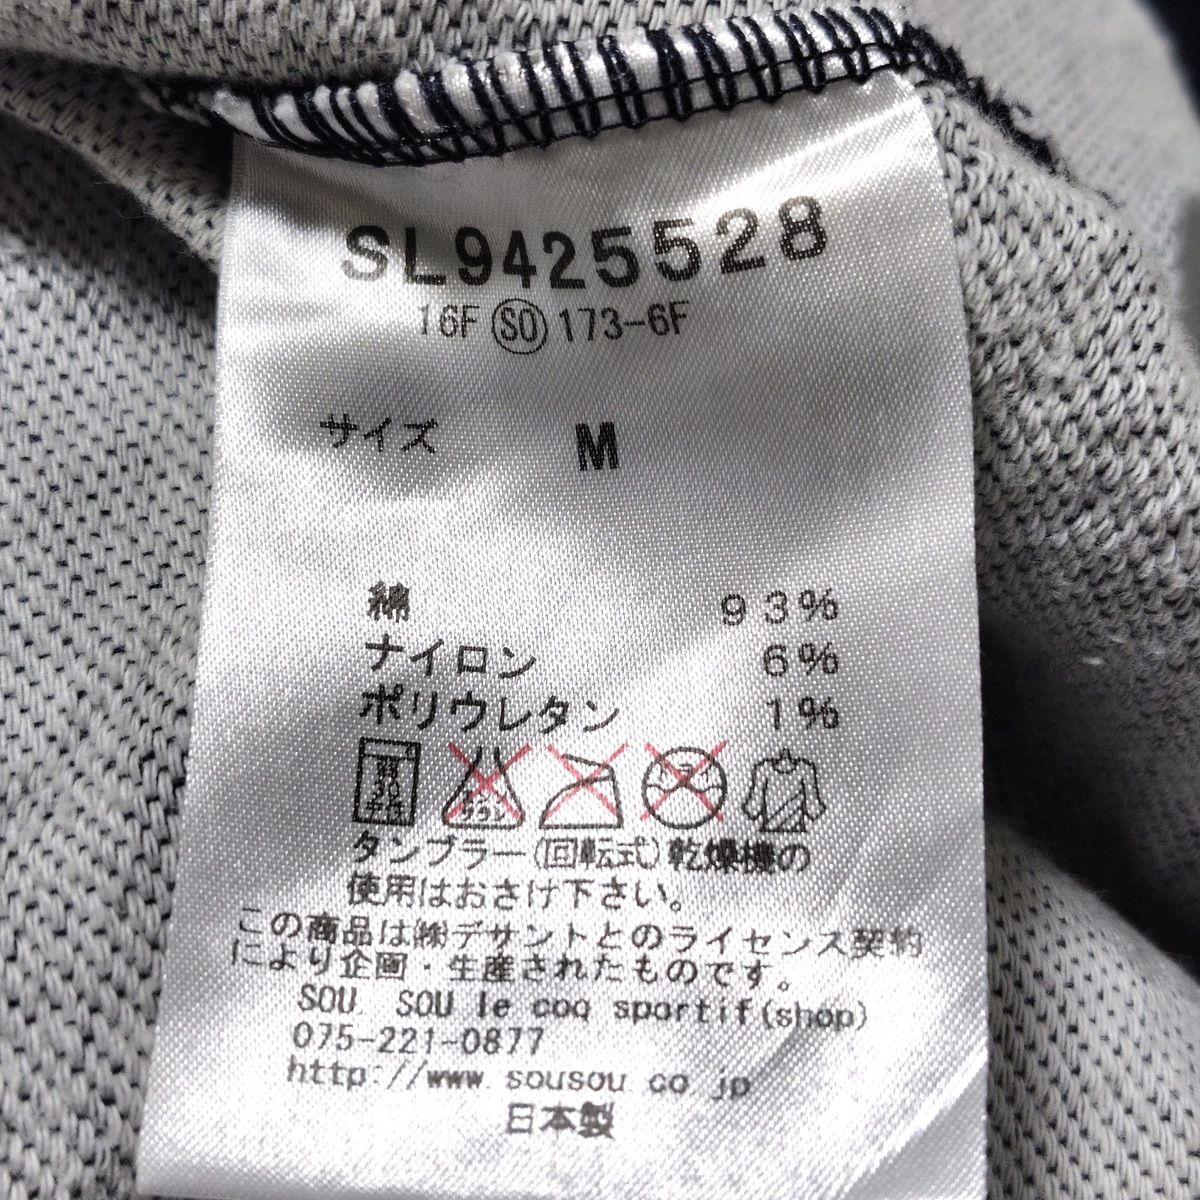 SL9425528
16F SO 173-6F
サイズ M
綿 93%
ナイロン 6%
ポリウレタン 1%
30
タンブラー(回転式)乾燥機の
使用はおさけ下さい。
この商品は㈱デサントとのライセンス契約
により企画・生産されたものです。
SOU. SOU le coq sportif(shop)
075-221-0877
http://www.sousou.co.jp
日本製